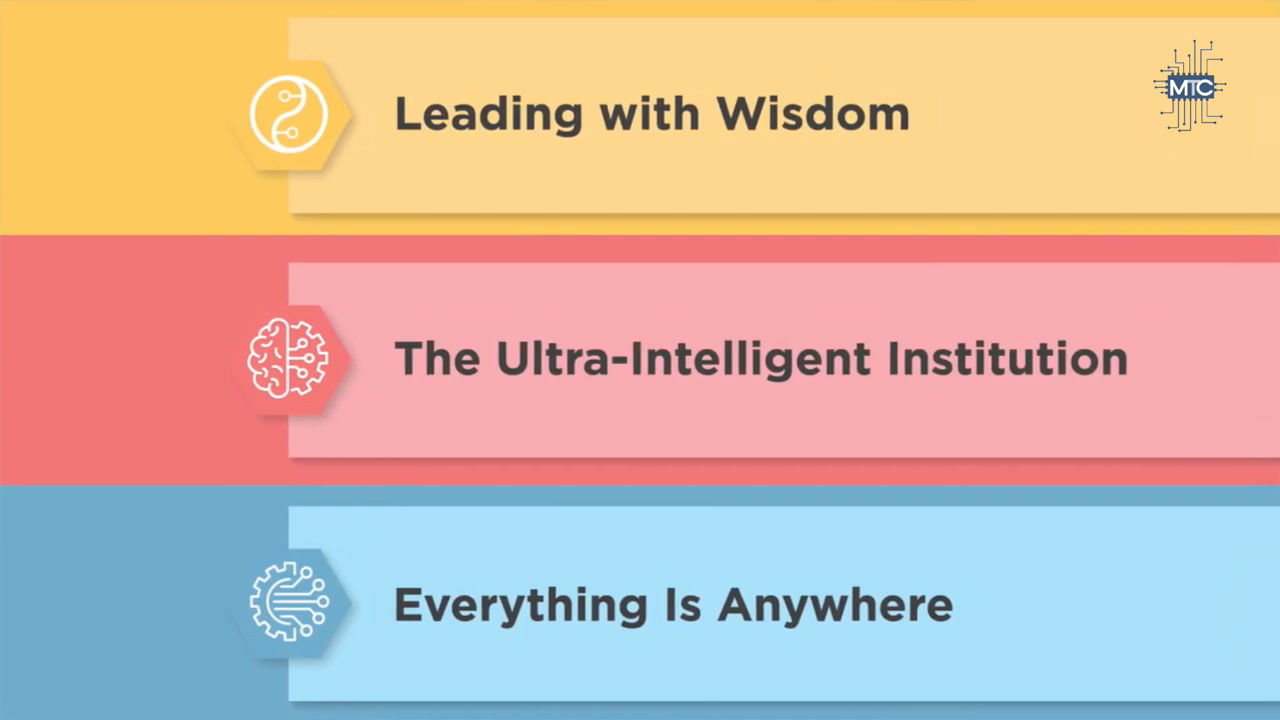 Leading with Wisdom
MTC
The Ultra-Intelligent Institution
Everything Is Anywhere